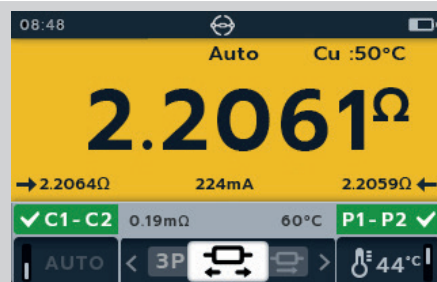 08:48
Auto Cu :50°C
2.2061Ω
→2.2064Ω 224mA 2.2059Ω←
✓ C1-C2 0.19mΩ 60°C P1-P2 ✓
AUTO < 3P > 44°C